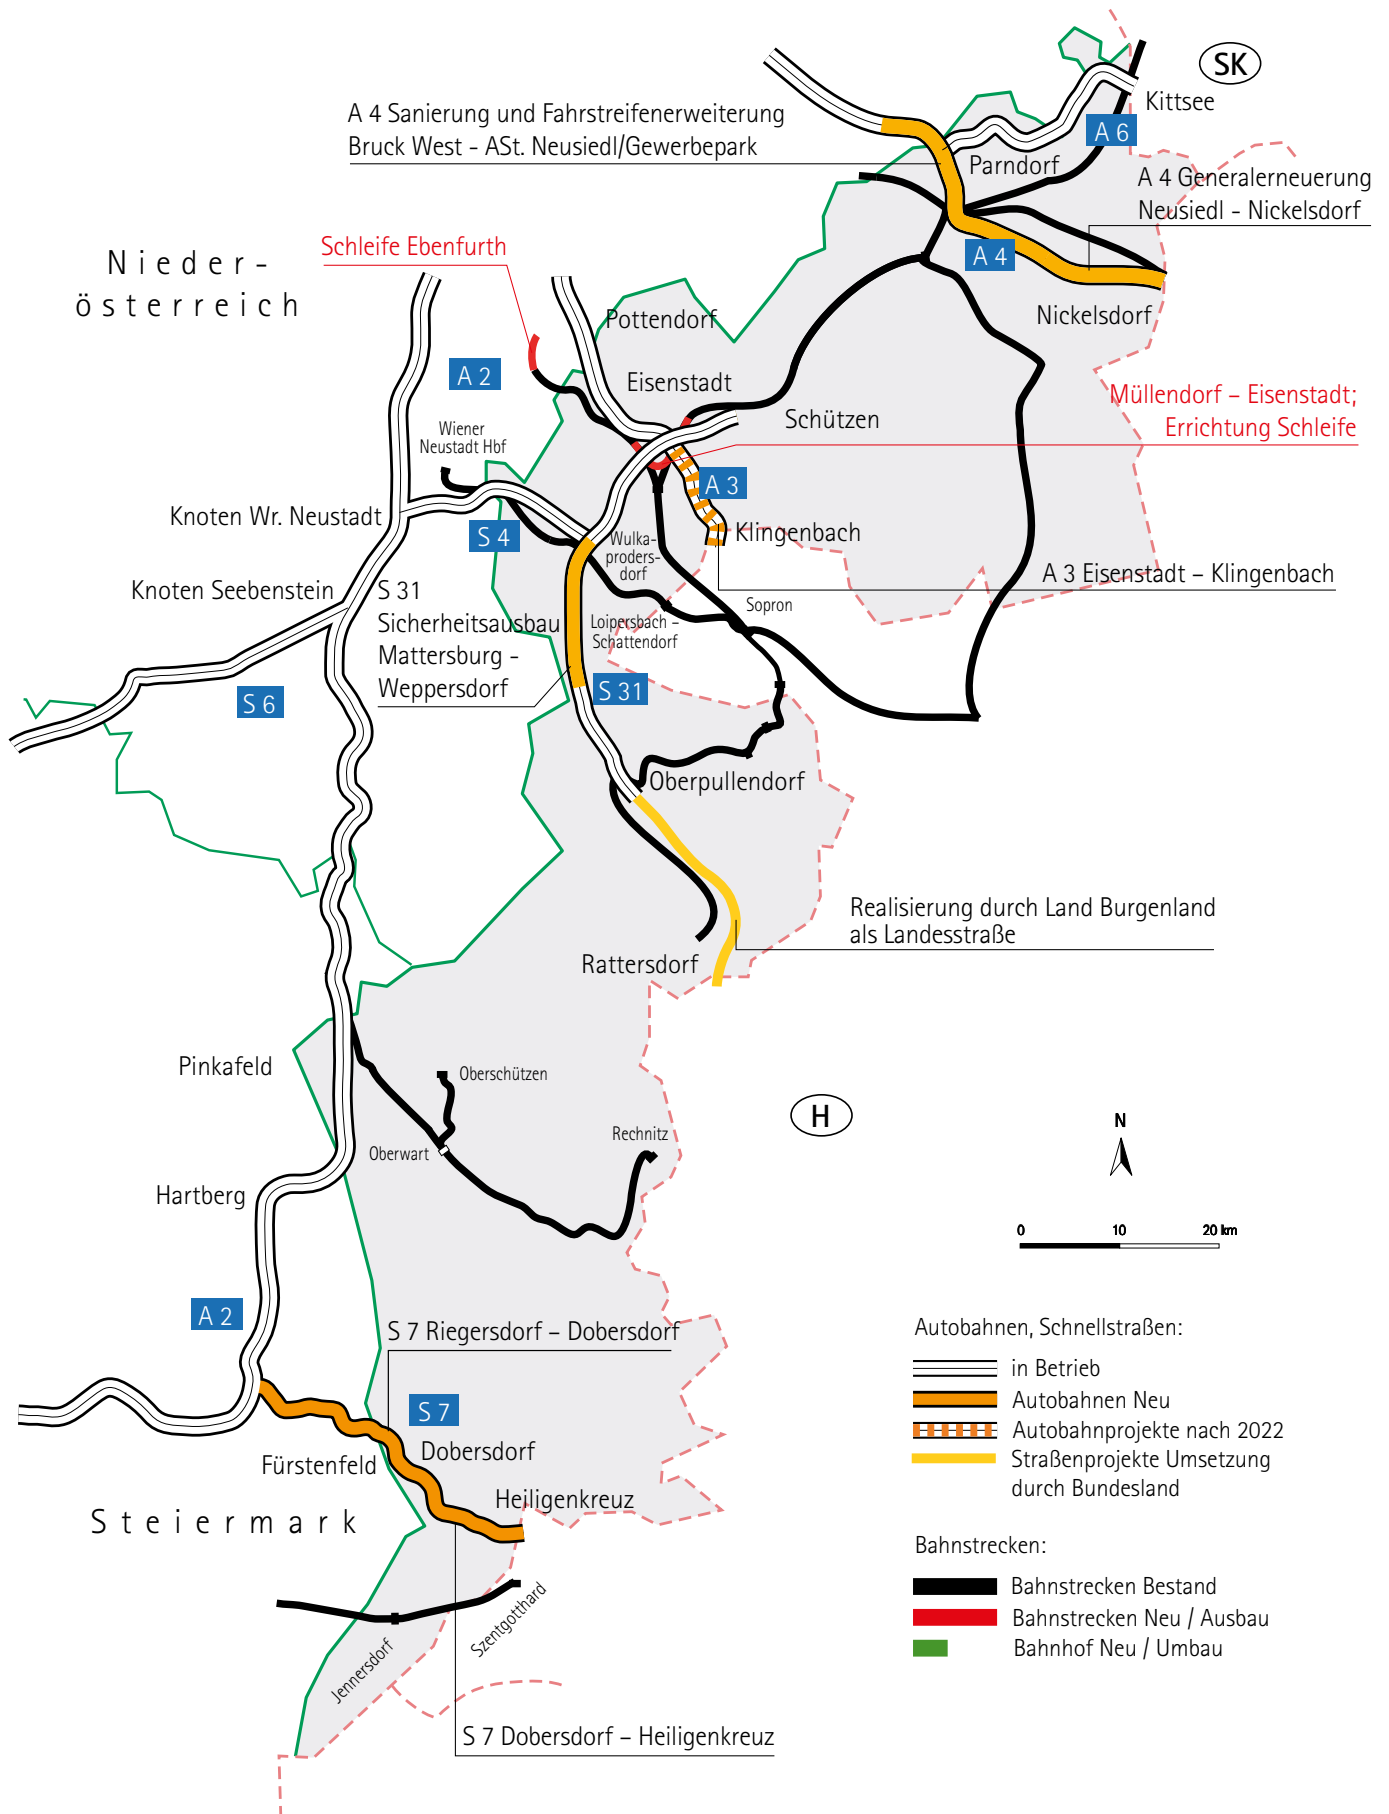 SK
Kittsee
A 4 Sanierung und Fahrstreifenerweiterung
Bruck West - ASt. Neusiedl/Gewerbepark
A 6
Parndorf
A 4 Generalerneuerung
Neusiedl - Nickelsdorf
Schleife Ebenfurth
A 4
Nieder-
österreich
Pottendorf
Nickelsdorf
A 2
Eisenstadt
Müllendorf – Eisenstadt;
Errichtung Schleife
Schützen
Wiener
Neustadt Hbf
A 3
Knoten Wr. Neustadt
S 4
Klingenbach
Wulka-
proders-
dorf
A 3 Eisenstadt – Klingenbach
Knoten Seebenstein
S 31
Sicherheitsausbau
Mattersburg -
Weppersdorf
Sopron
Loipersbach –
Schattendorf
S 6
S 31
Oberpullendorf
Realisierung durch Land Burgenland
als Landesstraße
Rattersdorf
Pinkafeld
Oberschützen
H
Rechnitz
Oberwart
N
Hartberg
0 10 20 km
A 2
S 7 Riegersdorf – Dobersdorf
S 7
Dobersdorf
Fürstenfeld
Heiligenkreuz
Steiermark
Szentgotthard
Jennersdorf
S 7 Dobersdorf – Heiligenkreuz
Autobahnen, Schnellstraßen:
in Betrieb
Autobahnen Neu
Autobahnprojekte nach 2022
Straßenprojekte Umsetzung
durch Bundesland
Bahnstrecken:
Bahnstrecken Bestand
Bahnstrecken Neu / Ausbau
Bahnhof Neu / Umbau